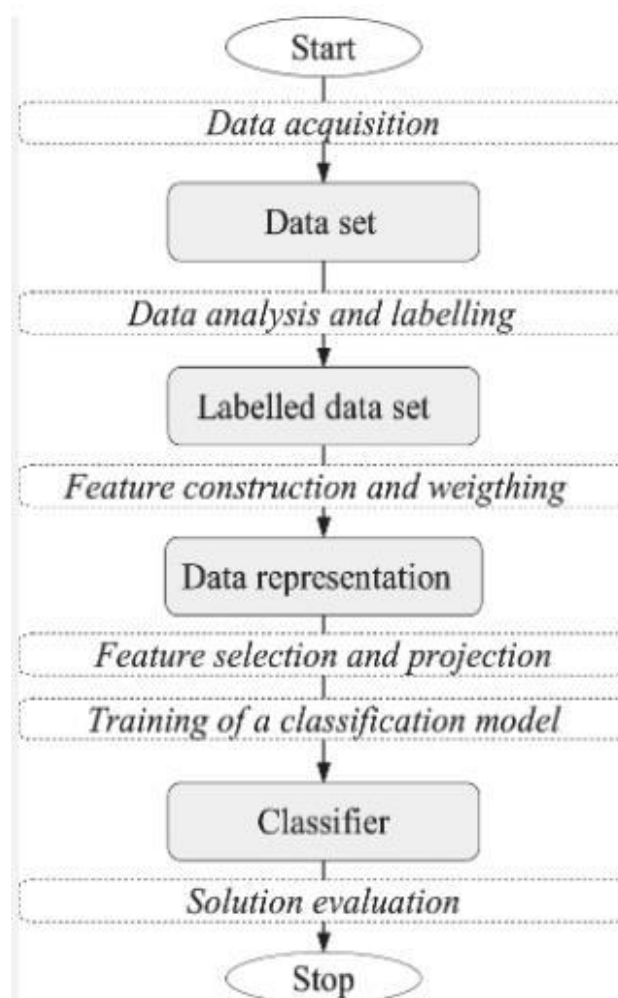 Start
Data acquisition
Data set
Data analysis and labelling
Labelled data set
Feature construction and weigthing
Data representation
Feature selection and projection
Training of a classification model
Classifier
Solution evaluation
Stop